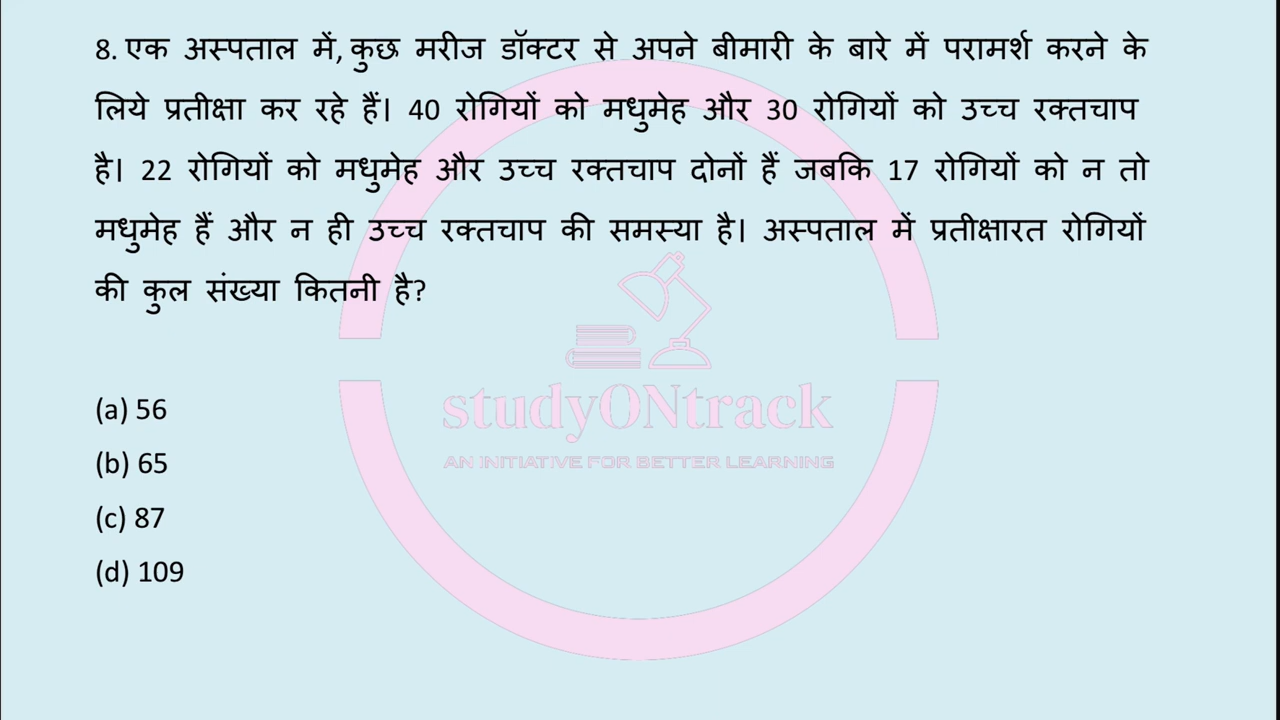 8. एक अस्पताल में, कुछ मरीज डॉक्टर से अपने बीमारी के बारे में परामर्श करने के
लिये प्रतीक्षा कर रहे हैं। 40 रोगियों को मधुमेह और 30 रोगियों को उच्च रक्तचाप
है। 22 रोगियों को मधुमेह और उच्च रक्तचाप दोनों हैं जबकि 17 रोगियों को न तो
मधुमेह हैं और न ही उच्च रक्तचाप की समस्या है। अस्पताल में प्रतीक्षारत रोगियों
की कुल संख्या कितनी है?
studyONtrack
AN INITIATIVE FOR BETTER LEARNING
(a) 56
(b) 65
(c) 87
(d) 109